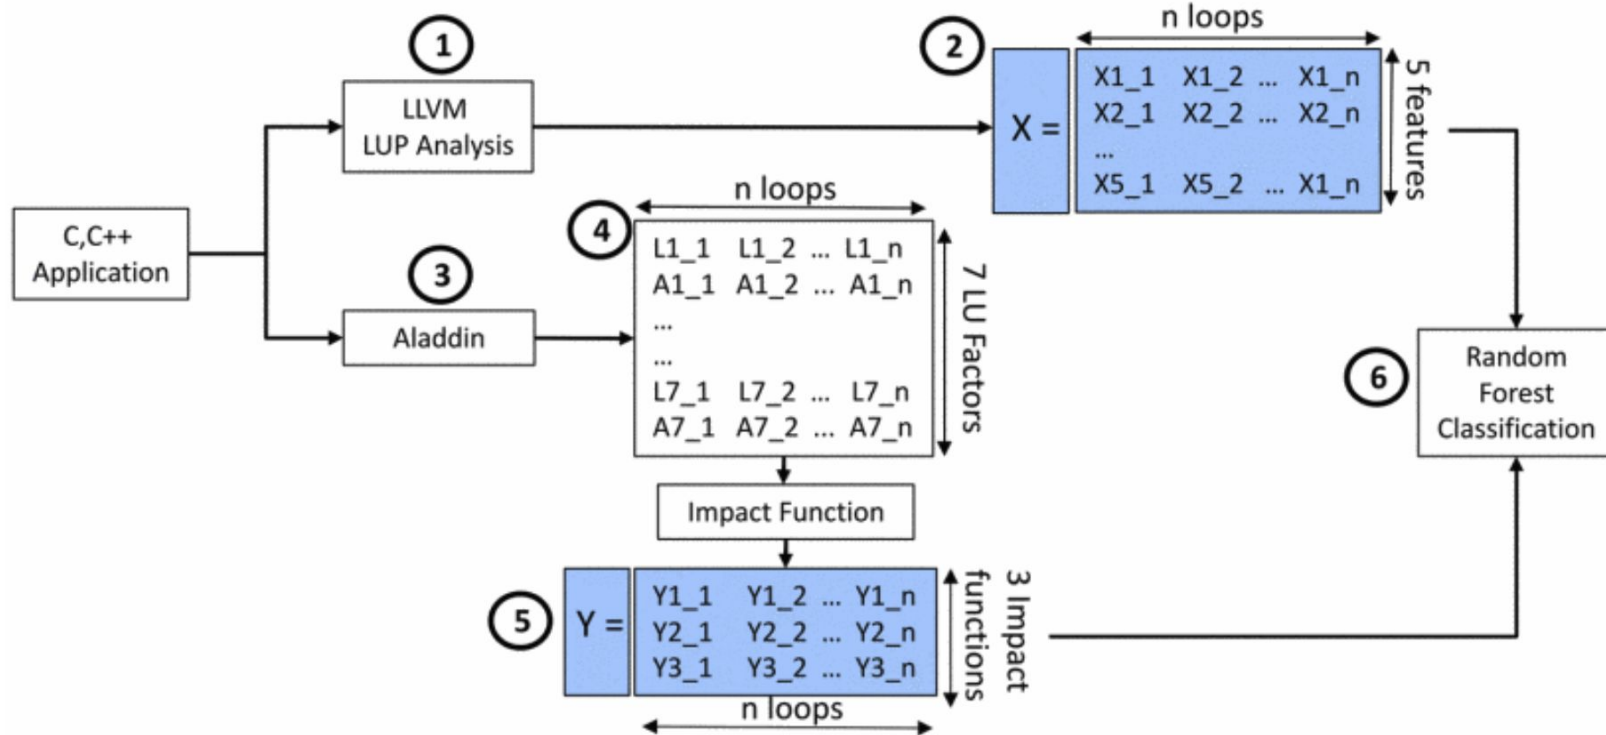 1
LLVM
LUP Analysis
2
n loops
X =
X1_1 X1_2 ... X1_n
X2_1 X2_2 ... X2_n
...
X5_1 X5_2 ... X1_n
5 features
C,C++
Application
3
Aladdin
4
n loops
L1_1 L1_2 ... L1_n
A1_1 A1_2 ... A1_n
...
...
L7_1 L7_2 ... L7_n
A7_1 A7_2 ... A7_n
7 LU Factors
Impact Function
5
Y =
Y1_1 Y1_2 ... Y1_n
Y2_1 Y2_2 ... Y2_n
Y3_1 Y3_2 ... Y3_n
3 Impact
functions
n loops
6
Random
Forest
Classification